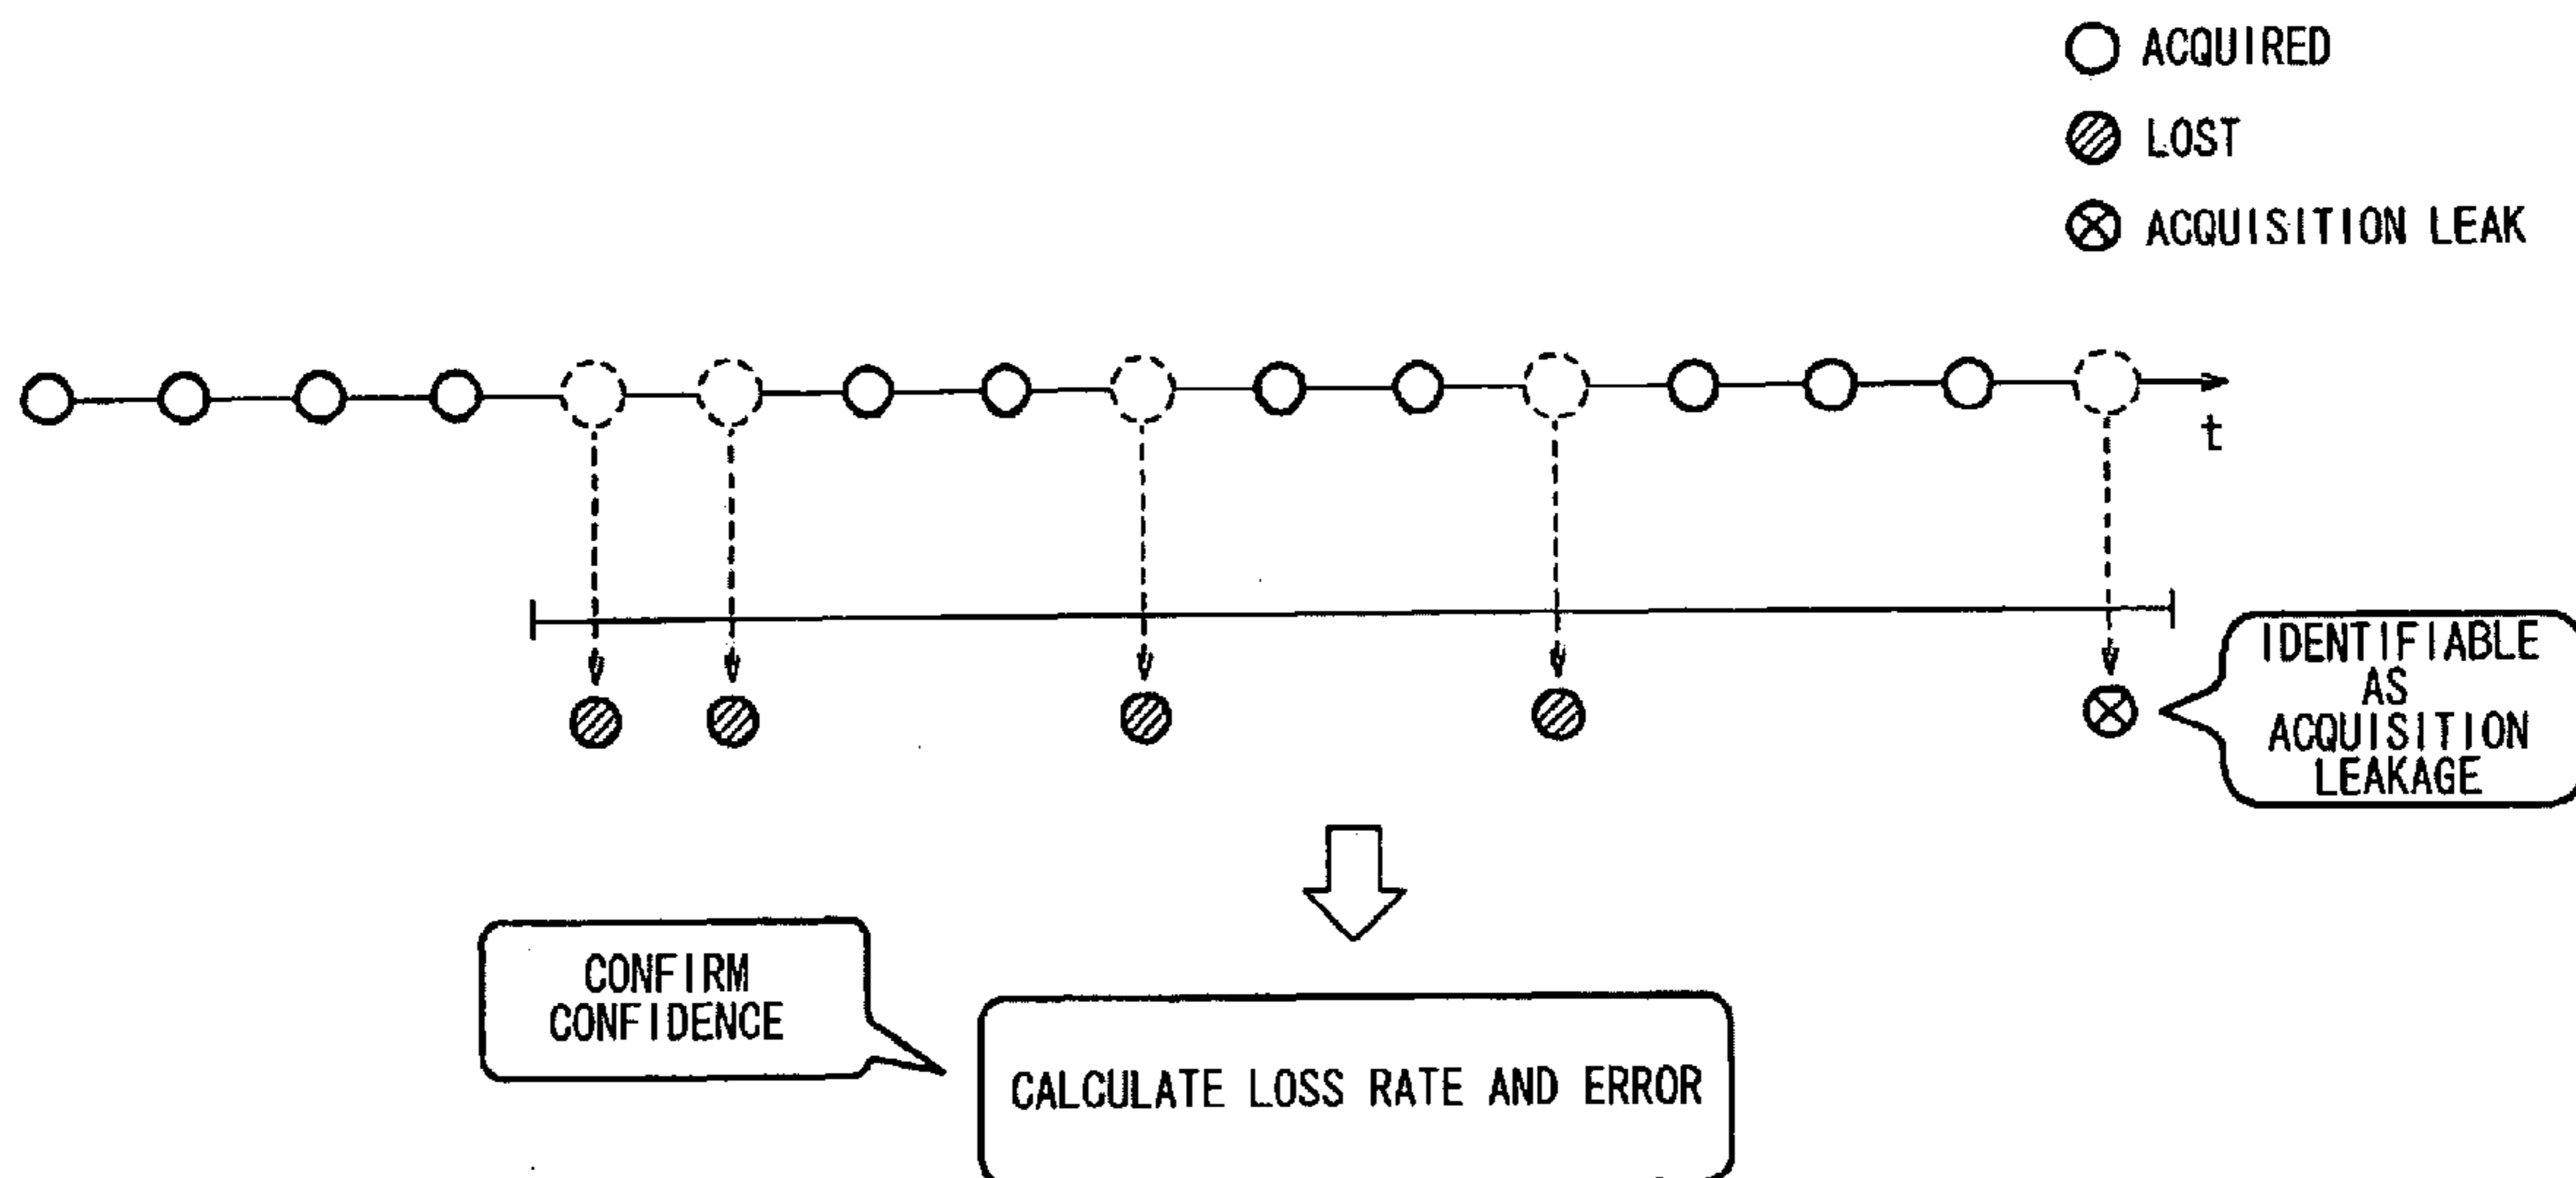 ACQUIRED
LOST
ACQUISITION LEAK
t
IDENTIFIABLE
AS
ACQUISITION
LEAKAGE
CONFIRM
CONFIDENCE
CALCULATE LOSS RATE AND ERROR